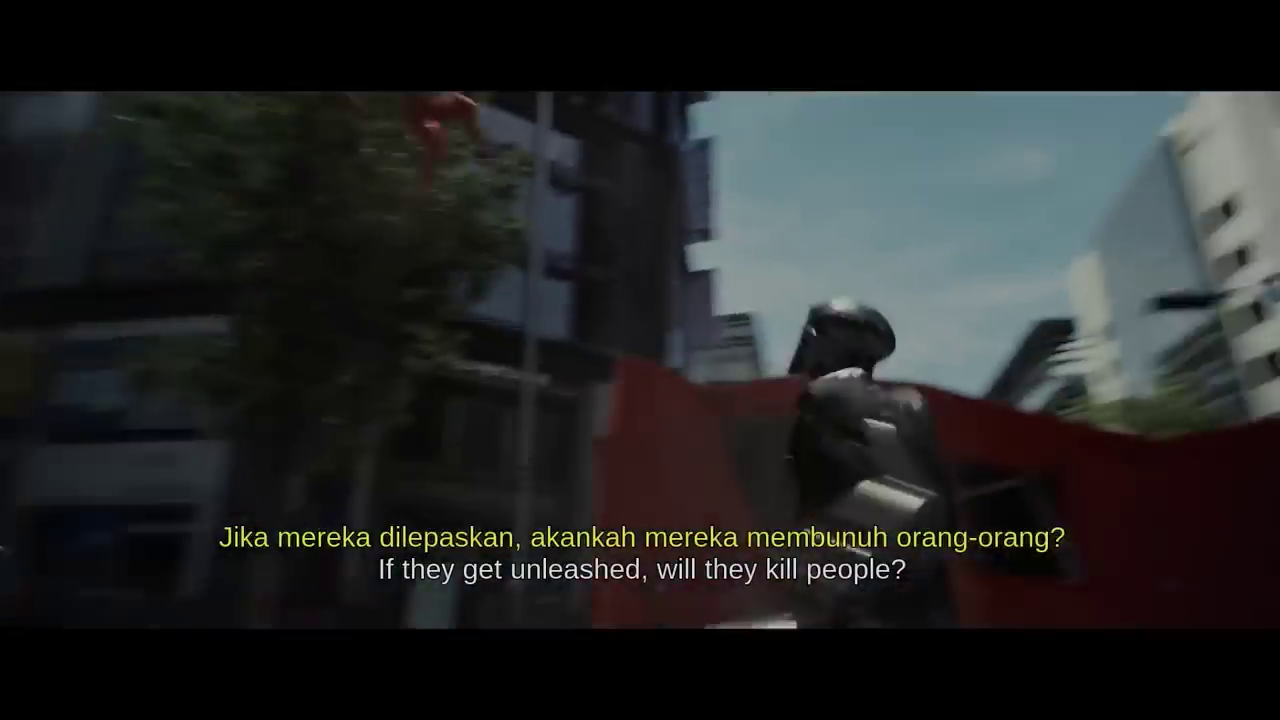 Jika mereka dilepaskan, akankah mereka membunuh orang-orang?
If they get unleashed, will they kill people?